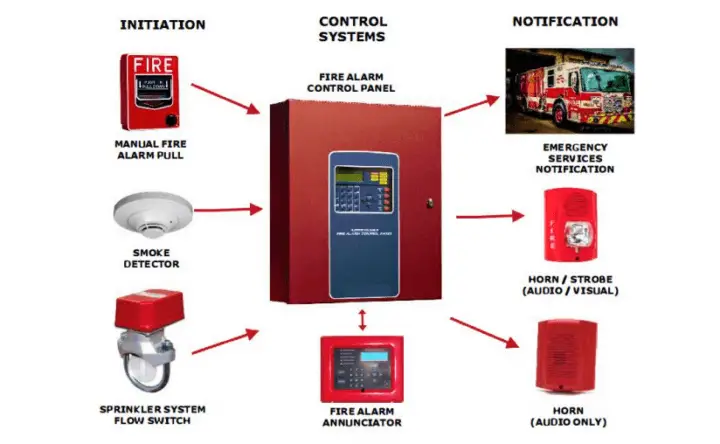 INITIATION
CONTROL
SYSTEMS
NOTIFICATION
FIRE ALARM
CONTROL PANEL
FIRE
MANUAL FIRE
ALARM PULL
EMERGENCY
SERVICES
NOTIFICATION
SMOKE
DETECTOR
FIRE
HORN / STROBE
(AUDIO / VISUAL)
SPRINKLER SYSTEM
FLOW SWITCH
FIRE ALARM
ANNUNCIATOR
HORN
(AUDIO ONLY)